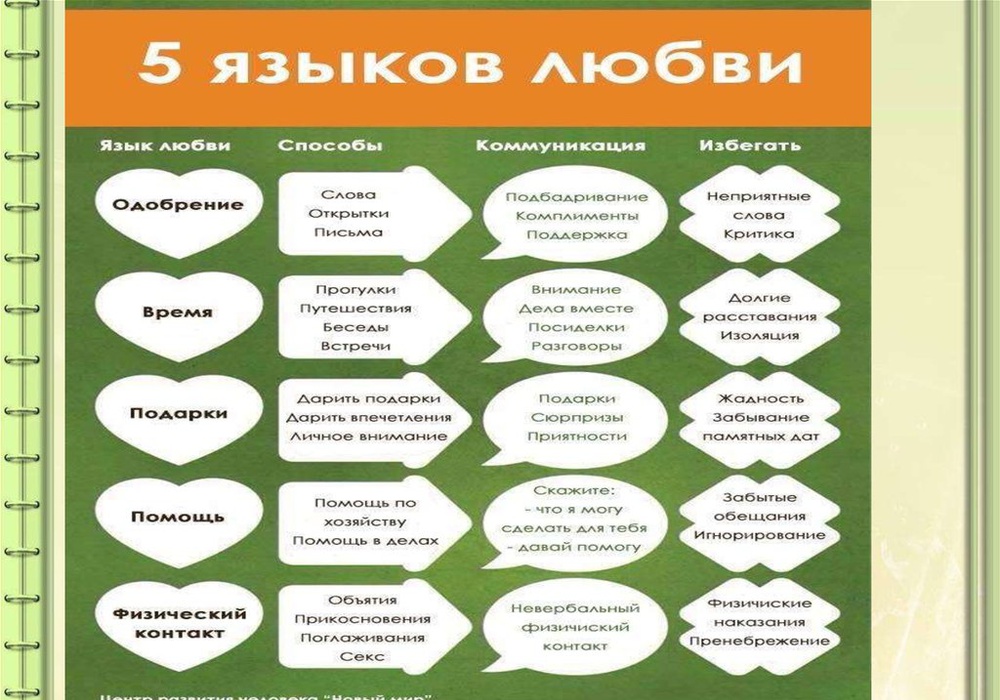 5 языков любви
Язык любви Способы Коммуникация Избегать
Одобрение
Слова
Открытки
Письма
Подбадривание
Комплименты
Поддержка
Неприятные
слова
Критика
Время
Прогулки
Путешествия
Беседы
Встречи
Внимание
Дела вместе
Посиделки
Разговоры
Долгие
расставания
Изоляция
Подарки
Дарить подарки
Дарить впечетления
Личное внимание
Подарки
Сюрпризы
Приятности
Жадность
Забывание
памятных дат
Помощь
Помощь по
хозяйству
Помощь в делах
Скажите:
- что я могу
сделать для тебя
- давай помогу
Забытые
обещания
Игнорирование
Физический
контакт
Объятия
Прикосновения
Поглаживания
Секс
Невербальный
физичиский
контакт
Физичиские
наказания
Пренебрежение
Центр развития человека "Новый мир"